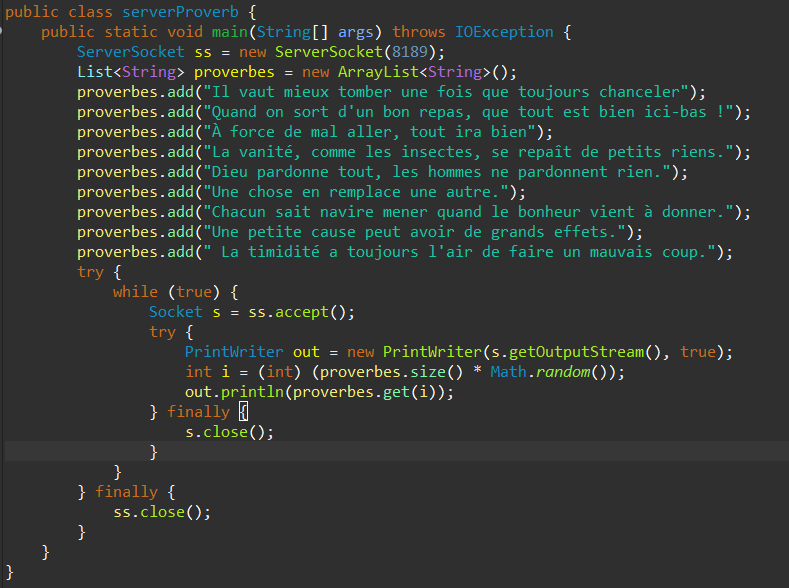 public class serverProverb {
public static void main(String[] args) throws IOException {
ServerSocket ss = new ServerSocket(8189);
List<String> proverbes = new ArrayList<String>();
proverbes.add("Il vaut mieux tomber une fois que toujours chanceler");
proverbes.add("Quand on sort d'un bon repas, que tout est bien ici-bas !");
proverbes.add("À force de mal aller, tout ira bien");
proverbes.add("La vanité, comme les insectes, se repaît de petits riens.");
proverbes.add("Dieu pardonne tout, les hommes ne pardonnent rien.");
proverbes.add("Une chose en remplace une autre.");
proverbes.add("Chacun sait navire mener quand le bonheur vient à donner.");
proverbes.add("Une petite cause peut avoir de grands effets.");
proverbes.add(" La timidité a toujours l'air de faire un mauvais coup.");
try {
while (true) {
Socket s = ss.accept();
try {
PrintWriter out = new PrintWriter(s.getOutputStream(), true);
int i = (int) (proverbes.size() * Math.random());
out.println(proverbes.get(i));
} finally {
s.close();
}
}
} finally {
ss.close();
}
}
}